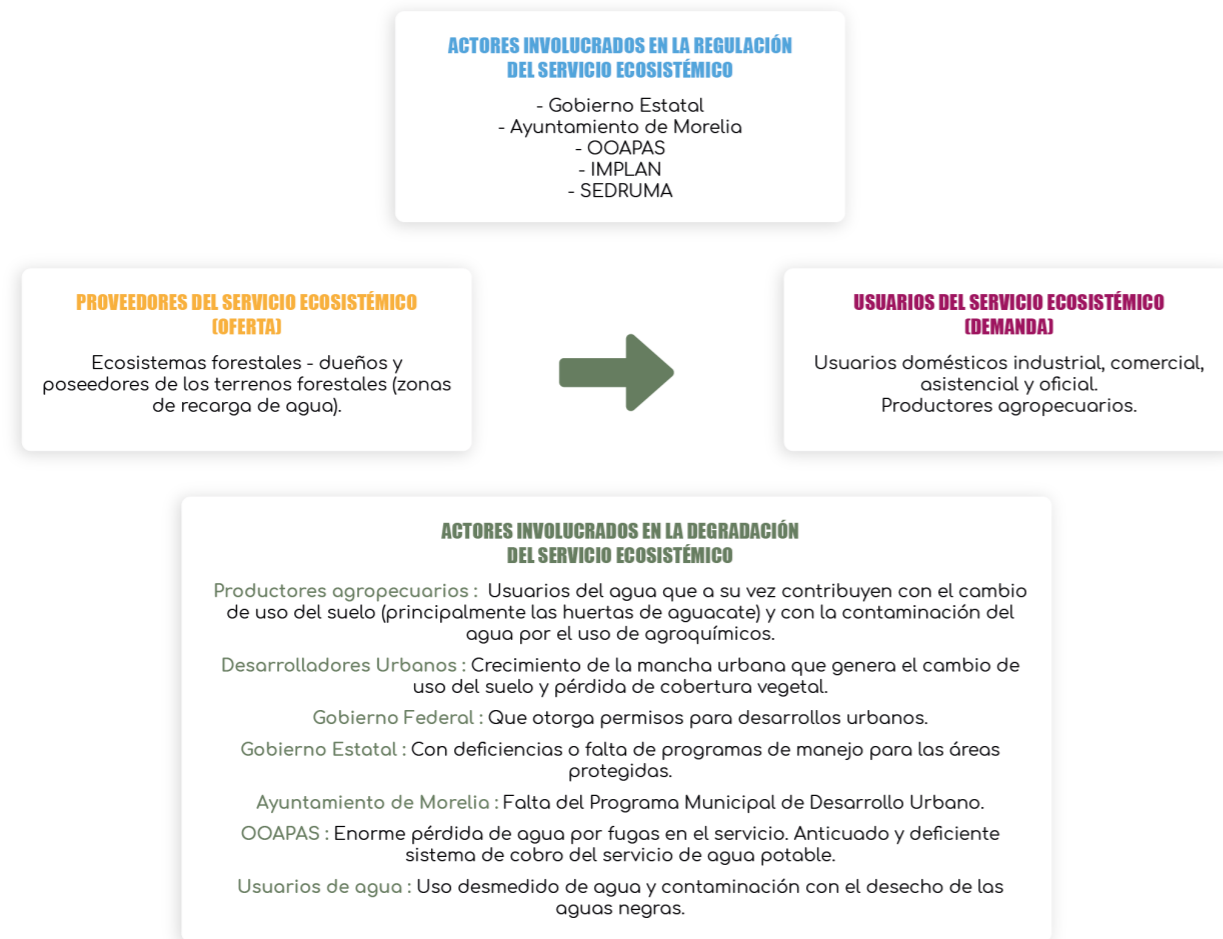 ACTORES INVOLUCRADOS EN LA REGULACIÓN
DEL SERVICIO ECOSISTÉMICO
- Gobierno Estatal
- Ayuntamiento de Morelia
- OOAPAS
- IMPLAN
- SEDRUMA
PROVEEDORES DEL SERVICIO ECOSISTÉMICO
(OFERTA)
Ecosistemas forestales - dueños y
poseedores de los terrenos forestales (zonas
de recarga de agua).
USUARIOS DEL SERVICIO ECOSISTÉMICO
(DEMANDA)
Usuarios domésticos industrial, comercial,
asistencial y oficial.
Productores agropecuarios.
ACTORES INVOLUCRADOS EN LA DEGRADACIÓN
DEL SERVICIO ECOSISTÉMICO
Productores agropecuarios : Usuarios del agua que a su vez contribuyen con el cambio
de uso del suelo (principalmente las huertas de aguacate) y con la contaminación del
agua por el uso de agroquímicos.
Desarrolladores Urbanos : Crecimiento de la mancha urbana que genera el cambio de
uso del suelo y pérdida de cobertura vegetal.
Gobierno Federal : Que otorga permisos para desarrollos urbanos.
Gobierno Estatal : Con deficiencias o falta de programas de manejo para las áreas
protegidas.
Ayuntamiento de Morelia : Falta del Programa Municipal de Desarrollo Urbano.
OOAPAS : Enorme pérdida de agua por fugas en el servicio. Anticuado y deficiente
sistema de cobro del servicio de agua potable.
Usuarios de agua : Uso desmedido de agua y contaminación con el desecho de las
aguas negras.